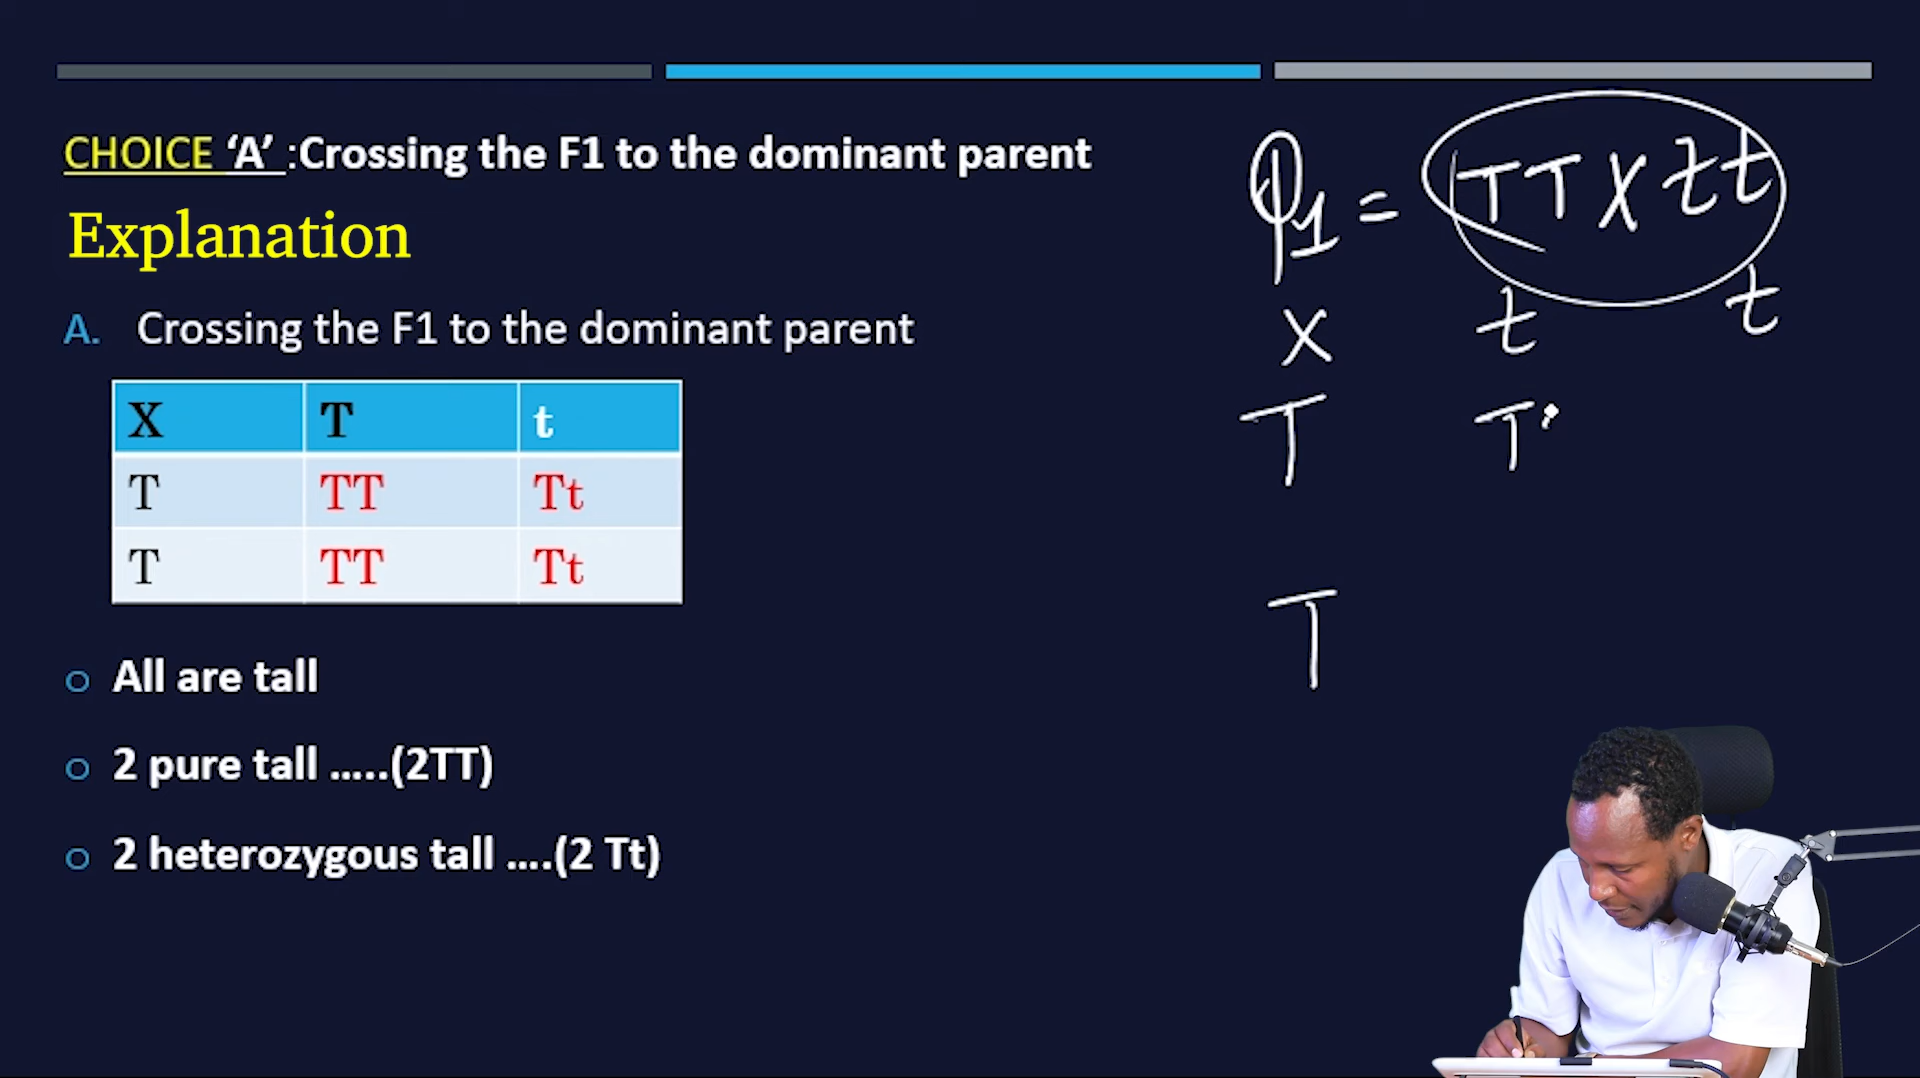 CHOICE ‘A’ :Crossing the F1 to the dominant parent
Explanation
A. Crossing the F1 to the dominant parent
X T t
T TT Tt
T TT Tt
o All are tall
o 2 pure tall .....(2TT)
o 2 heterozygous tall ....(2 Tt)
P1 = TT X tt
X t t
T T
T